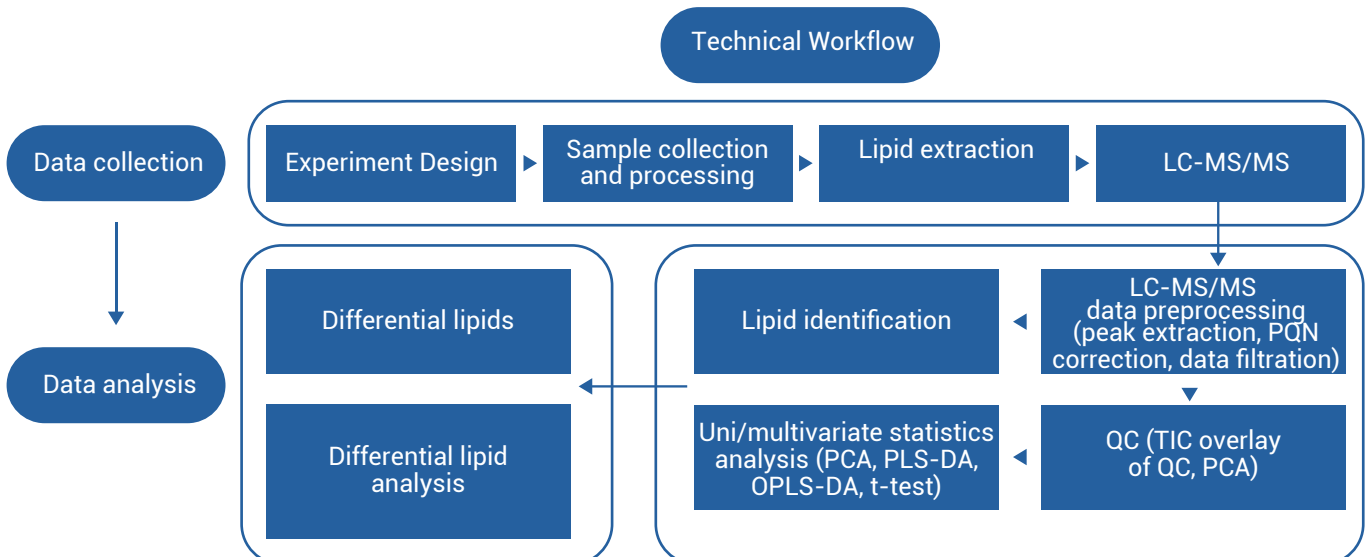 Technical Workflow
Data collection
Experiment Design
Sample collection
and processing
Lipid extraction
LC-MS/MS
Data analysis
Differential lipids
Differential lipid
analysis
Lipid identification
LC-MS/MS
data preprocessing
(peak extraction, PQN
correction, data filtration)
Uni/multivariate statistics
analysis (PCA, PLS-DA,
OPLS-DA, t-test)
QC (TIC overlay
of QC, PCA)